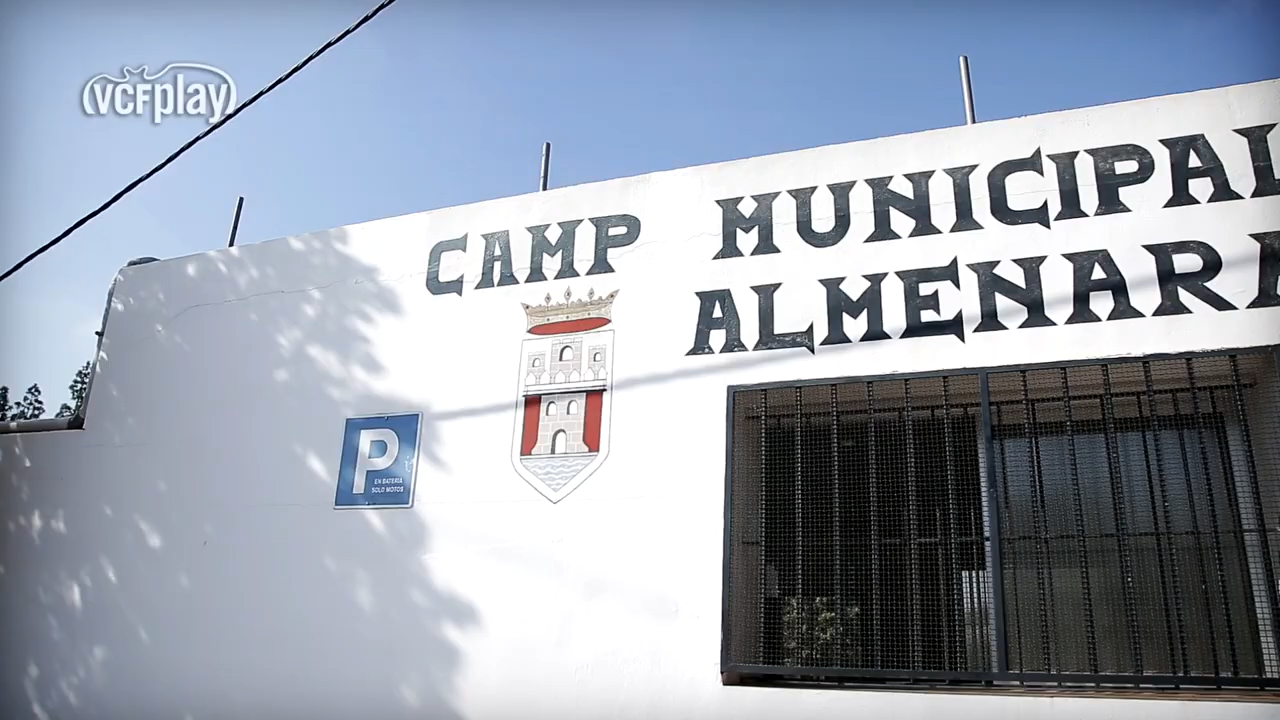 vcfplay
CAMP MUNICIPAL
ALMENARA
P
EN BATERIA
SOLO MOTOS